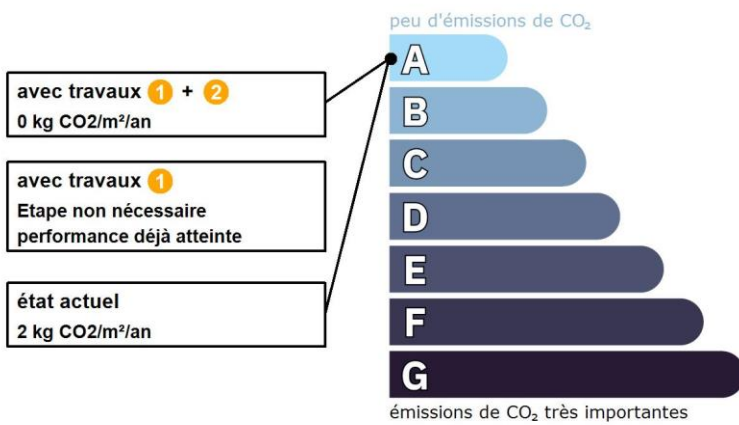 peu d'émissions de CO₂
avec travaux 1 + 2
0 kg CO2/m²/an
avec travaux 1
Etape non nécessaire
performance déjà atteinte
état actuel
2 kg CO2/m²/an
A
B
C
D
E
F
G
émissions de CO₂ très importantes